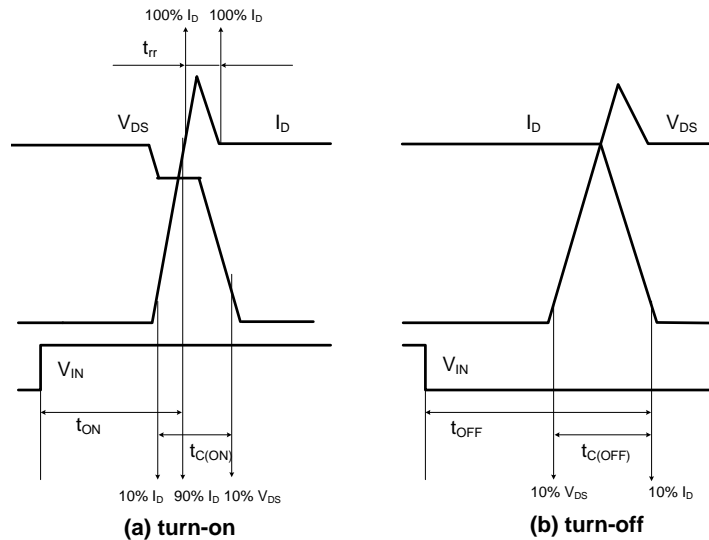 100% I_D 100% I_D
t_rr
V_DS I_D
V_IN
t_ON
t_C(ON)
10% I_D 90% I_D 10% V_DS
(a) turn-on
I_D V_DS
V_IN
t_OFF
t_C(OFF)
10% V_DS 10% I_D
(b) turn-off